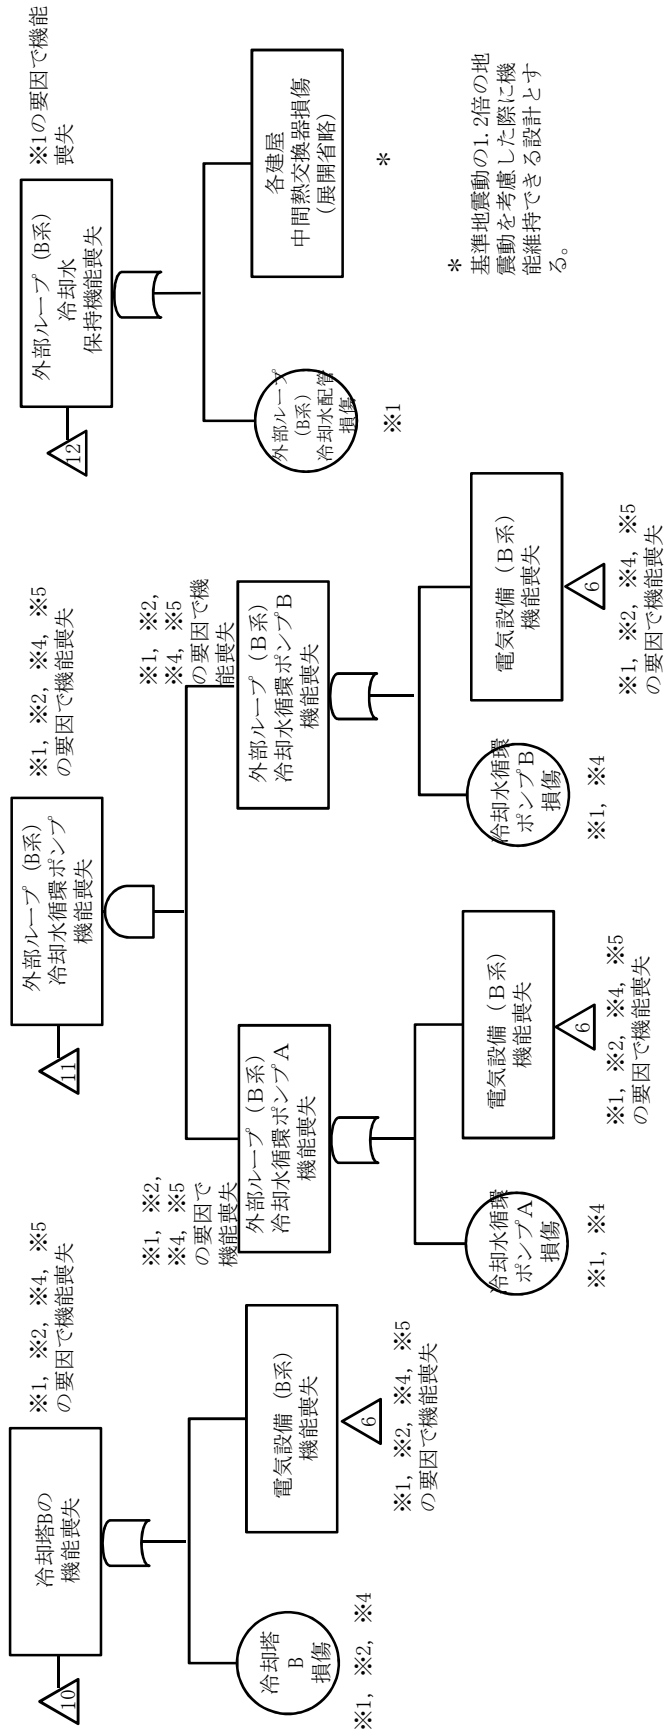 10
冷却塔Bの
機能喪失
※1, ※2, ※4, ※5
の要因で機能喪失
冷却塔
B
損傷
※1, ※2, ※4
電気設備（B系）
機能喪失
6
※1, ※2, ※4, ※5
の要因で機能喪失
11
外部ループ（B系）
冷却水循環ポンプ
機能喪失
※1, ※2, ※4, ※5
の要因で機能喪失
※1, ※2,
※4, ※5
の要因で
機能喪失
外部ループ（Ｂ系）
冷却水循環ポンプＡ
機能喪失
冷却水循環
ポンプＡ
損傷
※1, ※4
電気設備（Ｂ系）
機能喪失
6
※1, ※2, ※4, ※5
の要因で機能喪失
※1, ※2,
※4, ※5
の要因で機
能喪失
外部ループ（Ｂ系）
冷却水循環ポンプＢ
機能喪失
冷却水循環
ポンプＢ
損傷
※1, ※4
電気設備（Ｂ系）
機能喪失
6
※1, ※2, ※4, ※5
の要因で機能喪失
12
外部ループ（B系）
冷却水
保持機能喪失
※1の要因で機能
喪失
外部ループ
（B系）
冷却水配管
損傷
※1
各建屋
中間熱交換器損傷
（展開省略）
*
*
基準地震動の1.2倍の地
震動を考慮した際に機
能維持できる設計とす
る。